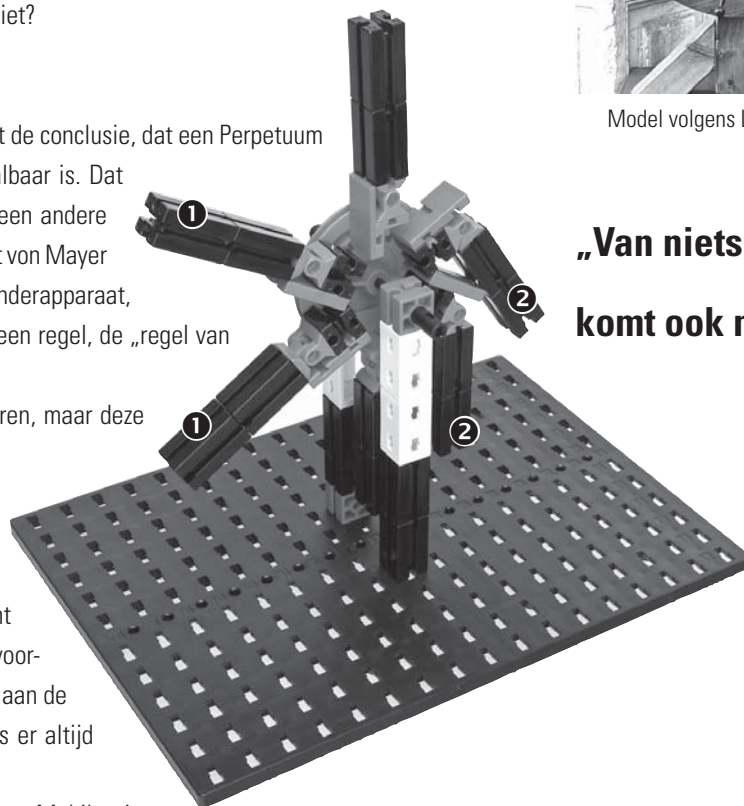 iet?
t de conclusie, dat een Perpetuum
lbaar is. Dat
een andere
t von Mayer
nderapparaat,
een regel, de „regel van
ren, maar deze
nt
voor-
aan de
s er altijd
Model volgens
„Van niets
komt ook
1
2
1
2